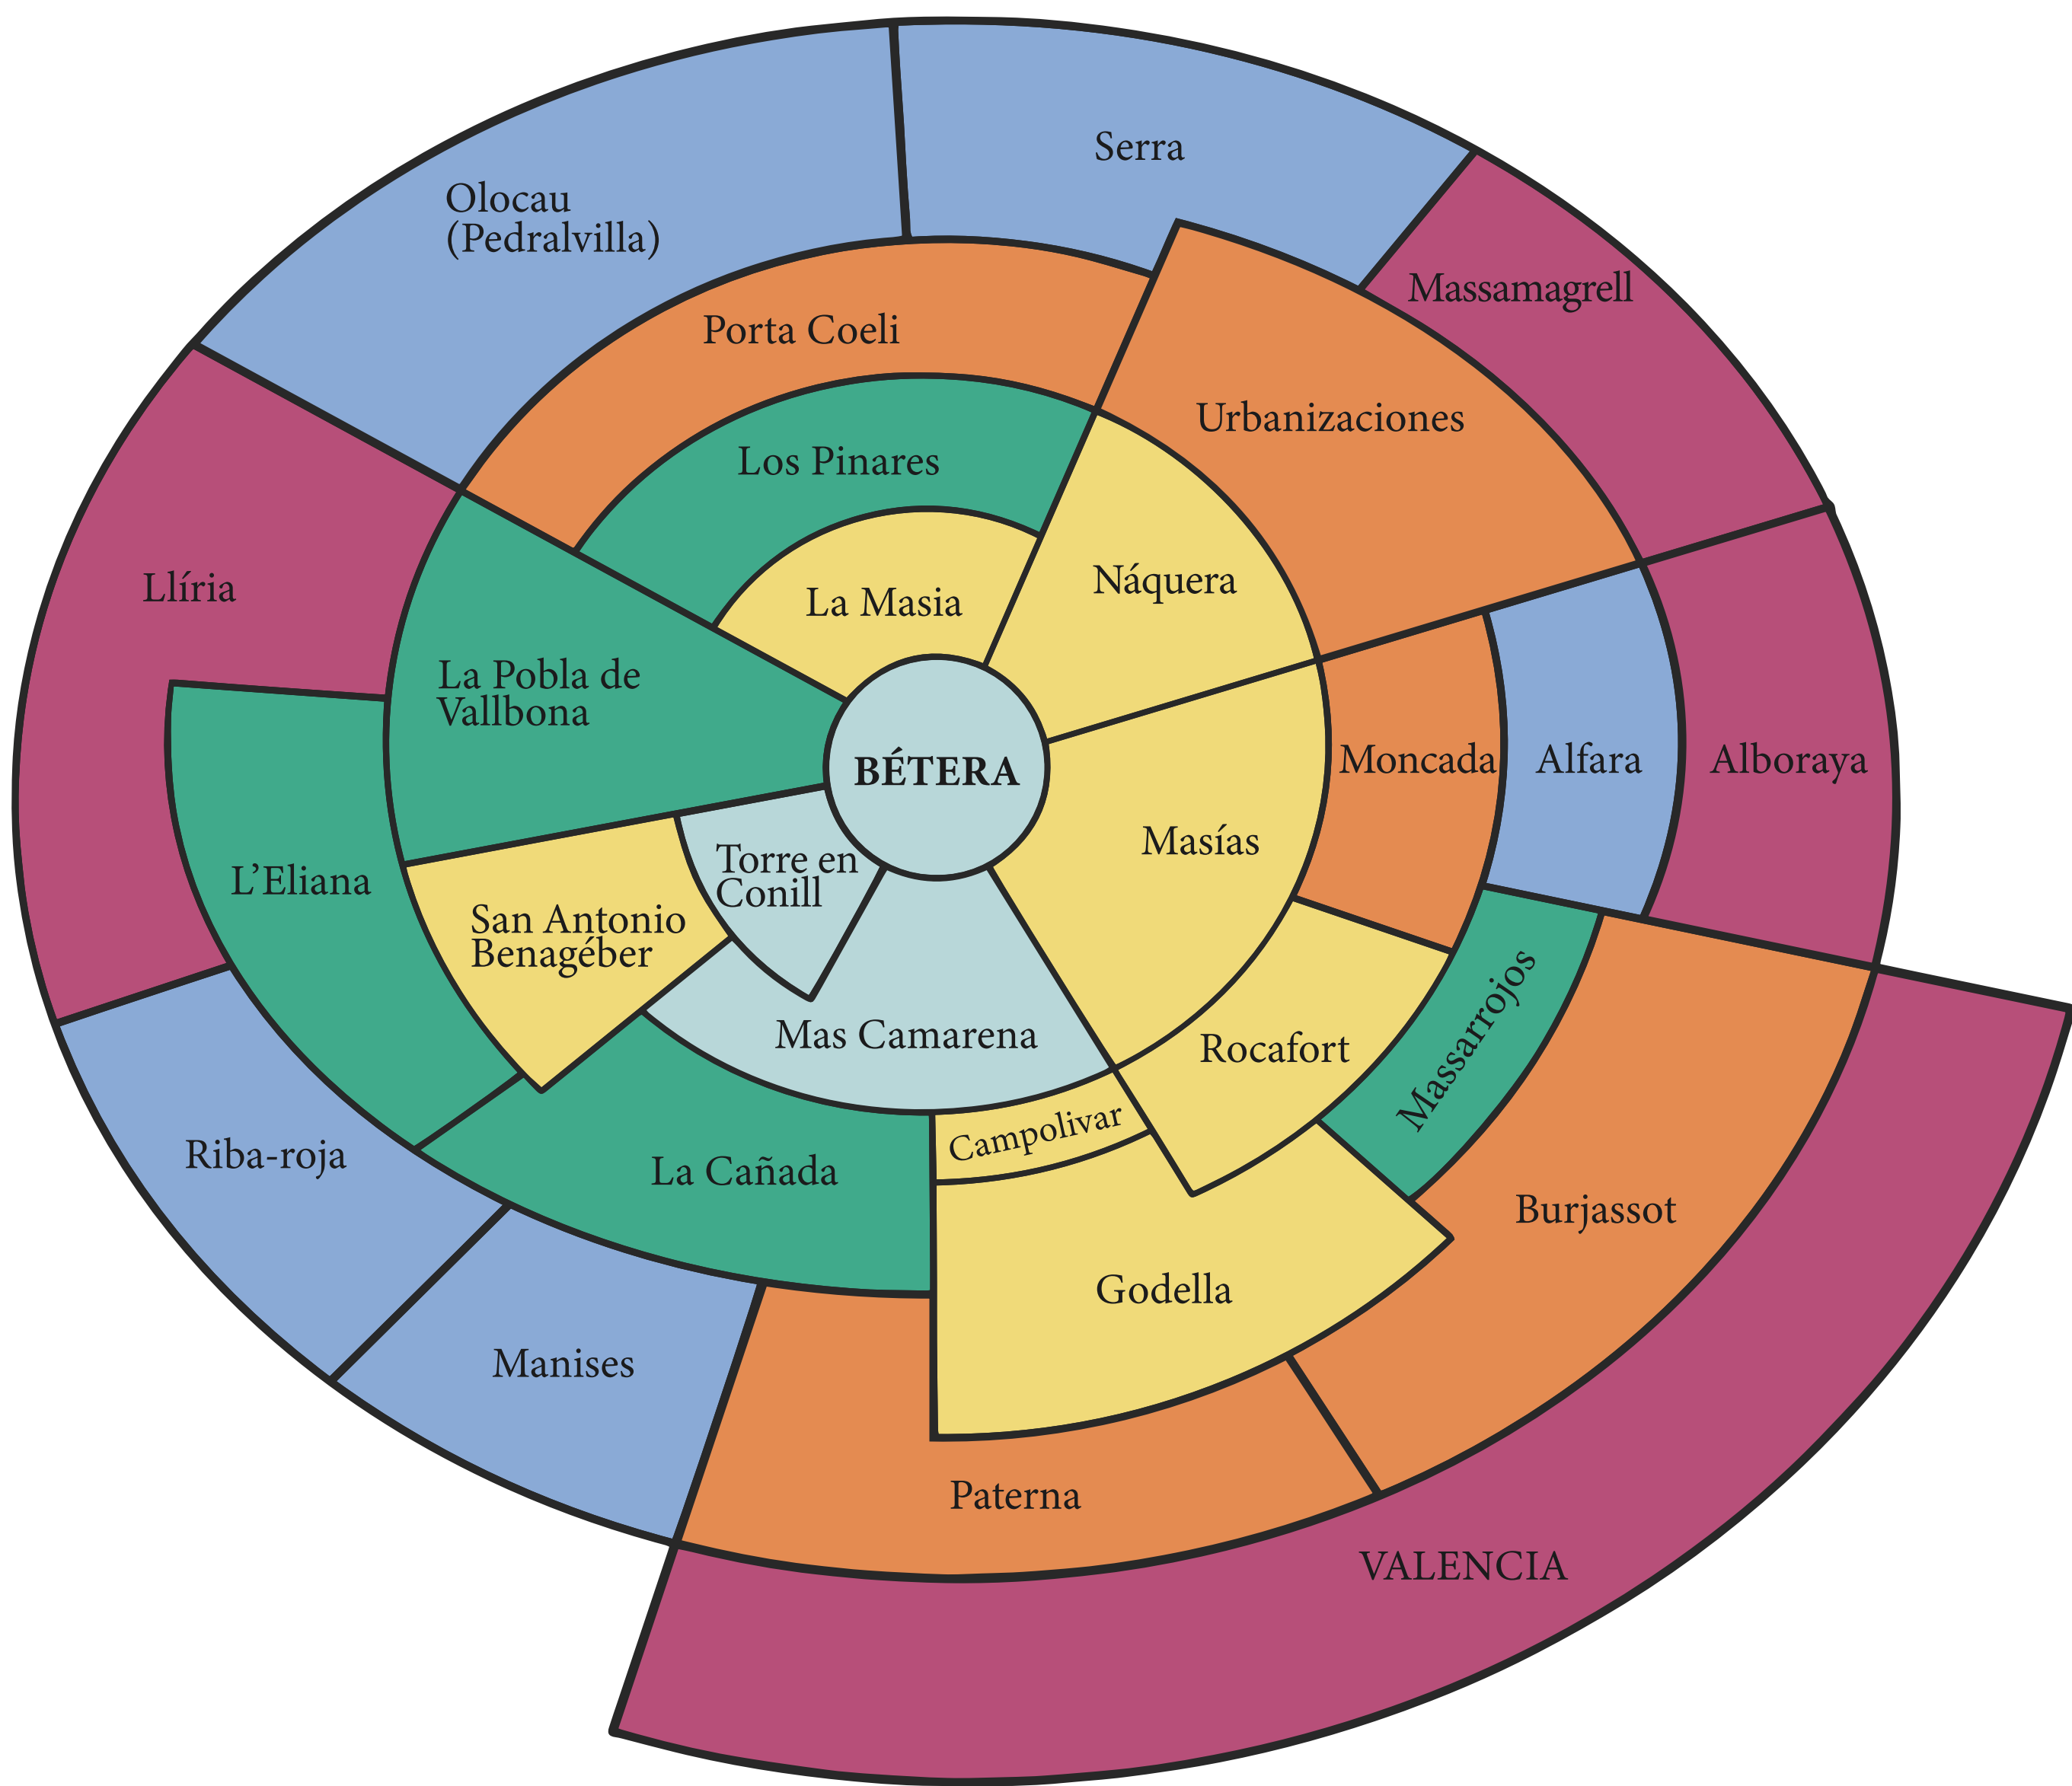 Serra
Olocau
(Pedralvilla)
Massamagrell
Porta Coeli
Urbanizaciones
Los Pinares
Náquera
Llíria
La Masia
La Pobla de
Vallbona
BÉTERA
Moncada
Alfara
Alboraya
Masías
Torre en
Conill
L’Eliana
San Antonio
Benagéber
Mas Camarena
Rocafort
Massarrojos
Campolivar
Riba-roja
La Cañada
Burjassot
Godella
Manises
Paterna
VALENCIA